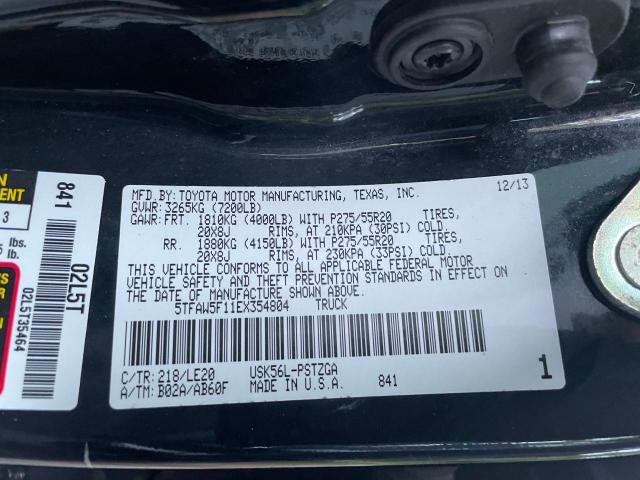 MFD.BY:TOYOTA MOTOR MANUFACTURING, TEXAS, INC. 12/13
GVWR:3265KG (7200LB)
GAWR:FRT. 1810KG (4000LB) WITH P275/55R20 TIRES,
20X8J RIMS, AT 210KPA (30PSI) COLD
RR. 1880KG (4150LB) WITH P275/55R20 TIRES,
20X8J RIMS, AT 230KPA (33PSI) COLD.
THIS VEHICLE CONFORMS TO ALL APPLICABLE FEDERAL MOTOR
VEHICLE SAFETY AND THEFT PREVENTION STANDARDS IN EFFECT ON
THE DATE OF MANUFACTURE SHOWN ABOVE.
5TFAW5F11EX354804 TRUCK
C/TR:218/LE20 USK56L-PSTZGA
A/TM:B02A/AB60F MADE IN U.S.A. 841 1
841
02L5T
02L5T35464
3
lbs.
lb.